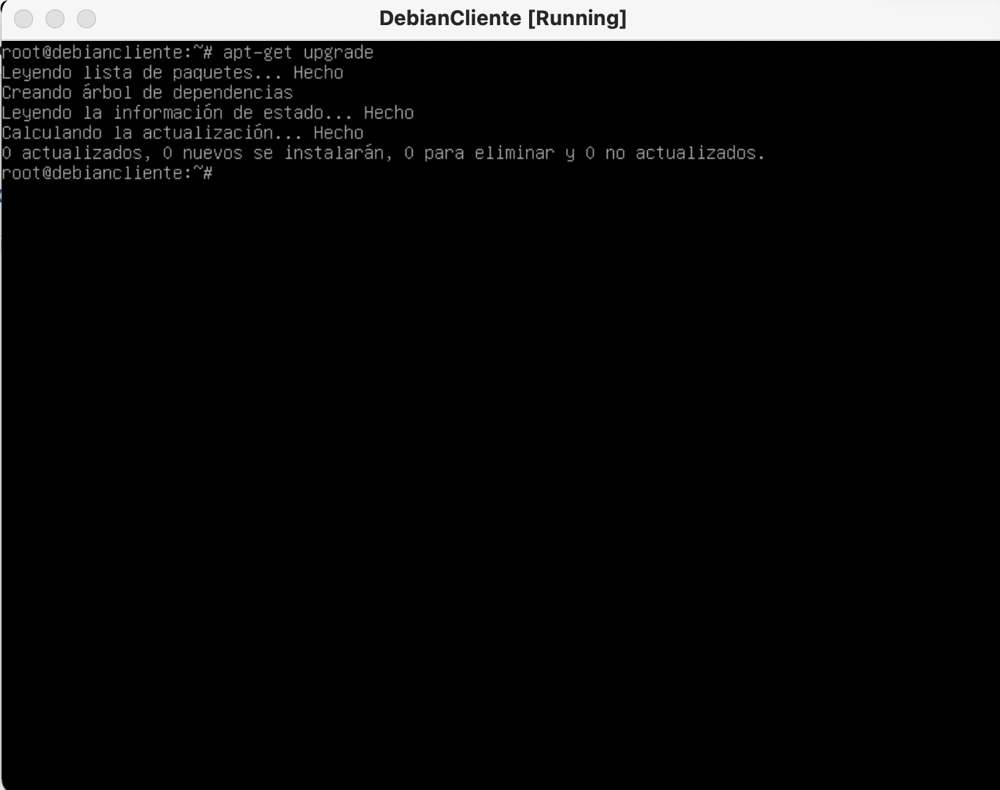 DebianCliente [Running]
root@debiancliente:~# apt-get upgrade
Leyendo lista de paquetes... Hecho
Creando árbol de dependencias
Leyendo la información de estado... Hecho
Calculando la actualización... Hecho
0 actualizados, 0 nuevos se instalarán, 0 para eliminar y 0 no actualizados.
root@debiancliente:~#